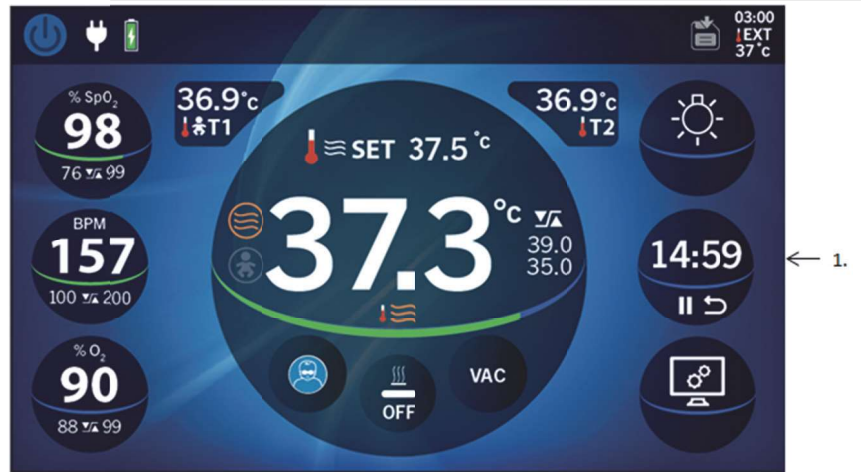 03:00
EXT
37°c
% SpO₂
98
76 99
36.9°c
T1
36.9°c
T2
SET 37.5°c
37.3°c
39.0
35.0
BPM
157
100 200
14:59
1.
% O₂
90
88 99
OFF
VAC